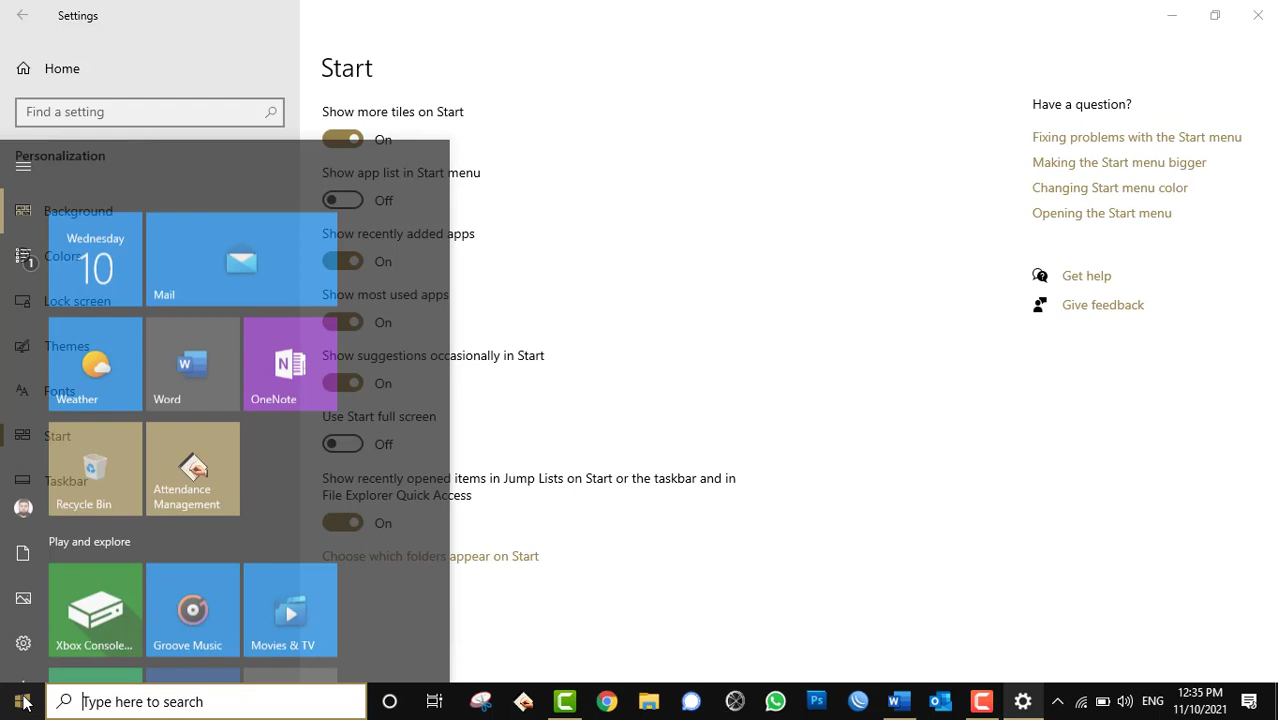 Settings
Home
Find a setting
Personalization
Background
Colors
Lock screen
Themes
Fonts
Start
Taskbar
1
Wednesday
10
Mail
Weather
Word
OneNote
Recycle Bin
Attendance
Management
Play and explore
Xbox Console...
Groove Music
Movies & TV
Start
Show more tiles on Start
On
Show app list in Start menu
Off
Show recently added apps
On
Show most used apps
On
Show suggestions occasionally in Start
On
Use Start full screen
Off
Show recently opened items in Jump Lists on Start or the taskbar and in
File Explorer Quick Access
On
Choose which folders appear on Start
Have a question?
Fixing problems with the Start menu
Making the Start menu bigger
Changing Start menu color
Opening the Start menu
Get help
Give feedback
Type here to search
ENG
12:35 PM
11/10/2021